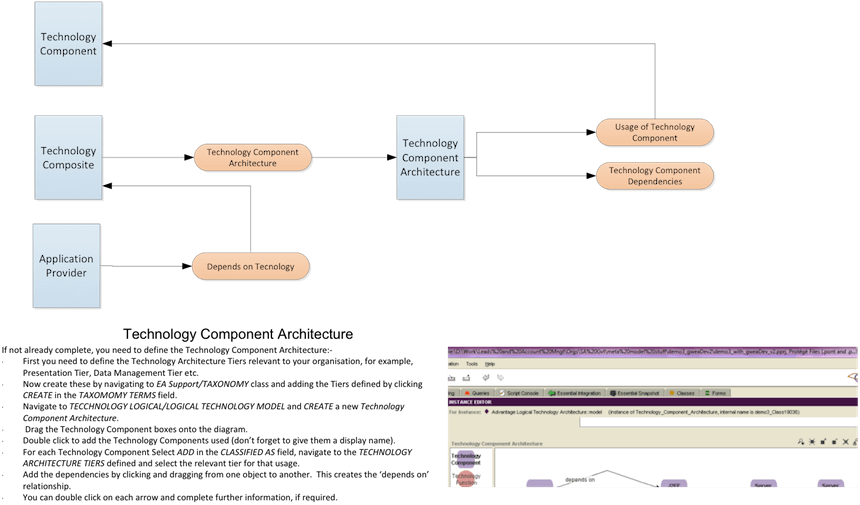 Technology
Component
Usage of Technology
Component
Technology
Composite
Technology Component
Architecture
Technology
Component
Architecture
Technology Component
Dependencies
Application
Provider
Depends on Tecnology
Technology Component Architecture
If not already complete, you need to define the Technology Component Architecture:-
· First you need to define the Technology Architecture Tiers relevant to your organisation, for example,
Presentation Tier, Data Management Tier etc.
· Now create these by navigating to EA Support/TAXONOMY class and adding the Tiers defined by clicking
CREATE in the TAXOMOMY TERMS field.
· Navigate to TECCHNOLOGY LOGICAL/LOGICAL TECHNOLOGY MODEL and CREATE a new Technology
Component Architecture.
· Drag the Technology Component boxes onto the diagram.
· Double click to add the Technology Components used (don't forget to give them a display name).
· For each Technology Component Select ADD in the CLASSIFIED AS field, navigate to the TECHNOLOGY
ARCHITECTURE TIERS defined and select the relevant tier for that usage.
· Add the dependencies by clicking and dragging from one object to another.  This creates the 'depends on'
relationship.
· You can double click on each arrow and complete further information, if required.
Tools Help
Queries Script Console Essential Integration Essential Snapshot Classes Forms
INSTANCE EDITOR
For Instance: Advantage Logical Technology Architecture model (instance of Technology_Component_Architecture, internal name is demo3_Class19038)
Technology Component Architecture
Technology
Component
Technology
Function
depends on
Server
Server